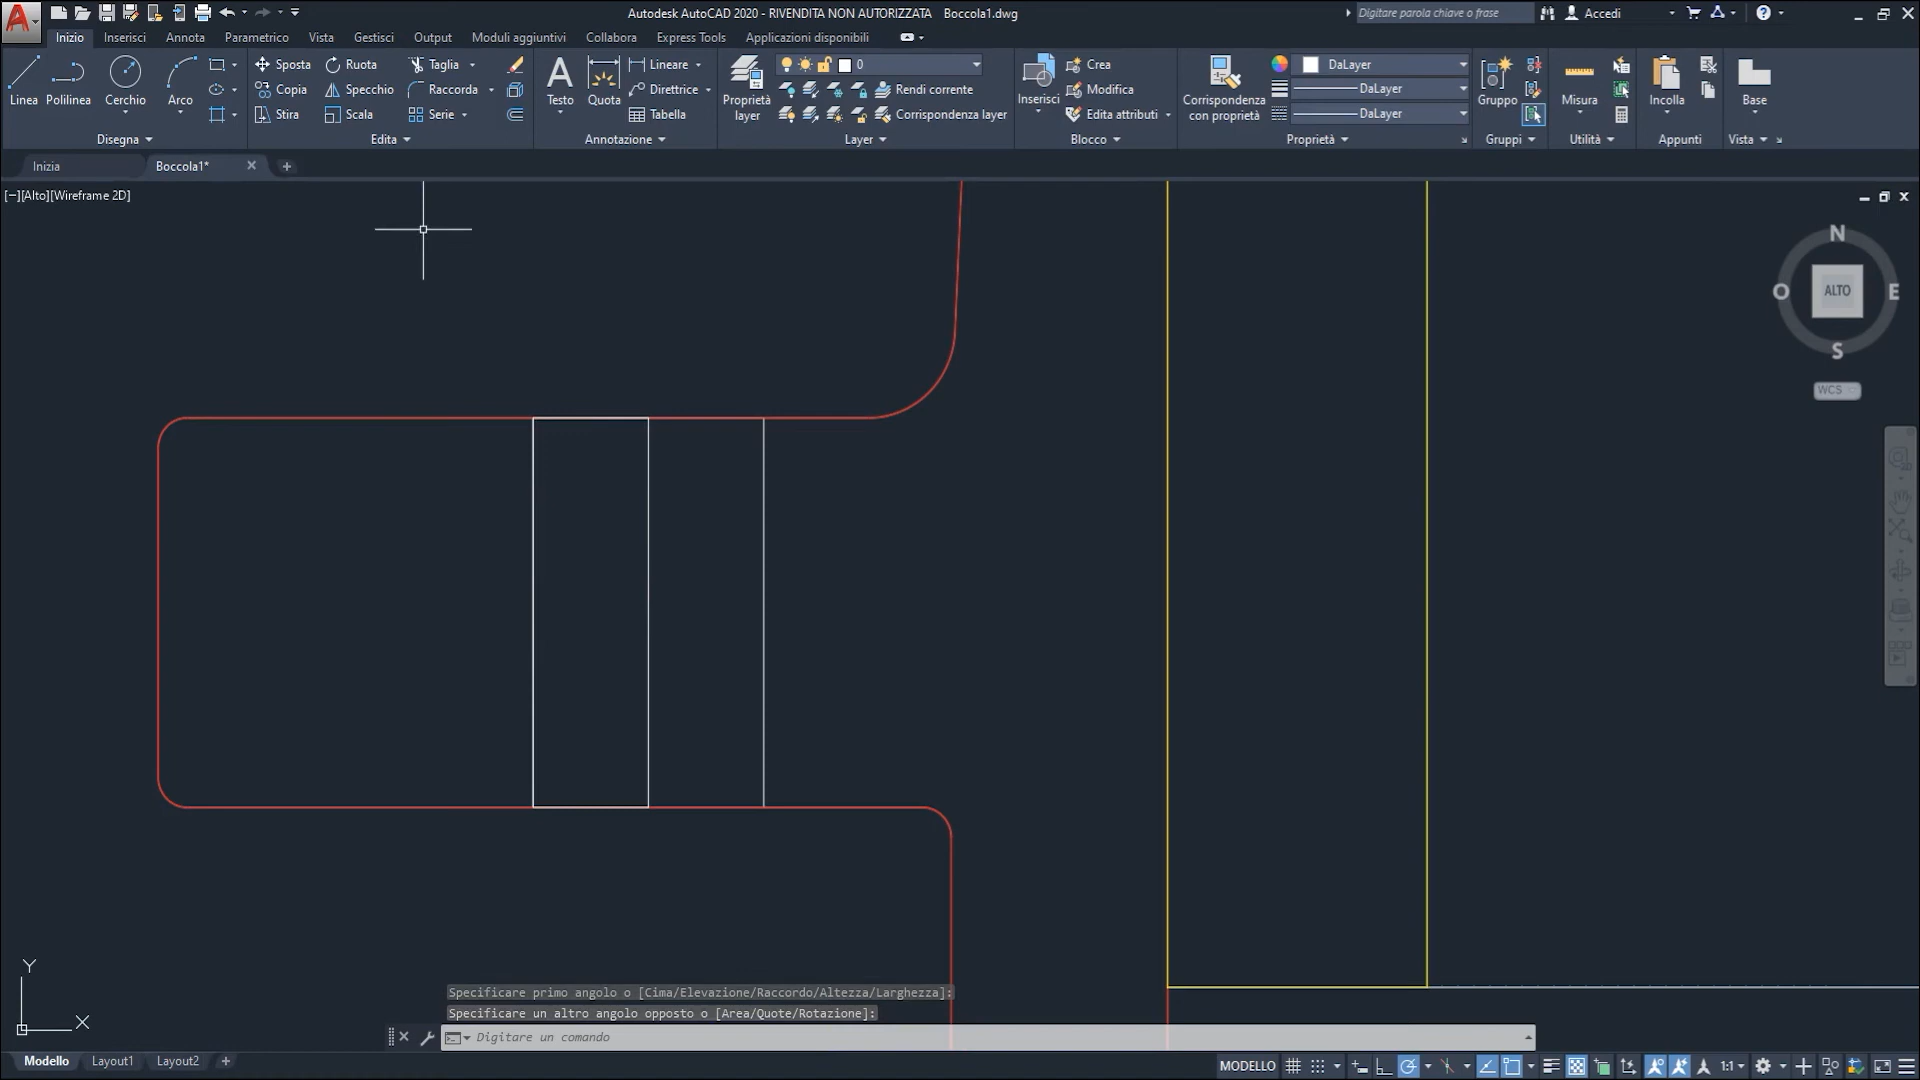 Autodesk AutoCAD 2020 - RIVENDITA NON AUTORIZZATA Boccola1.dwg
Digitare parola chiave o frase
Accedi
Inizio Inserisci Annota Parametrico Vista Gestisci Output Moduli aggiuntivi Collabora Express Tools Applicazioni disponibili
Linea Polilinea Cerchio Arco
Disegna
Sposta Ruota Taglia
Copia Specchio Raccorda
Stira Scala Serie
Edita
Testo Quota
Lineare
Direttrice
Tabella
Annotazione
Proprietà
layer
0
Rendi corrente
Corrispondenza layer
Layer
Inserisci
Crea
Modifica
Edita attributi
Blocco
Corrispondenza
con proprietà
DaLayer
DaLayer
DaLayer
Proprietà
Gruppo
Gruppi
Misura
Utilità
Incolla
Appunti
Base
Vista
Inizia Boccola1*
[−][Alto][Wireframe 2D]
N
O ALTO E
S
WCS
Y
X
Specificare primo angolo o [Cima/Elevazione/Raccordo/Altezza/Larghezza]:
Specificare un altro angolo opposto o [Area/Quote/Rotazione]:
Digitare un comando
Modello Layout1 Layout2 +
MODELLO 1:1